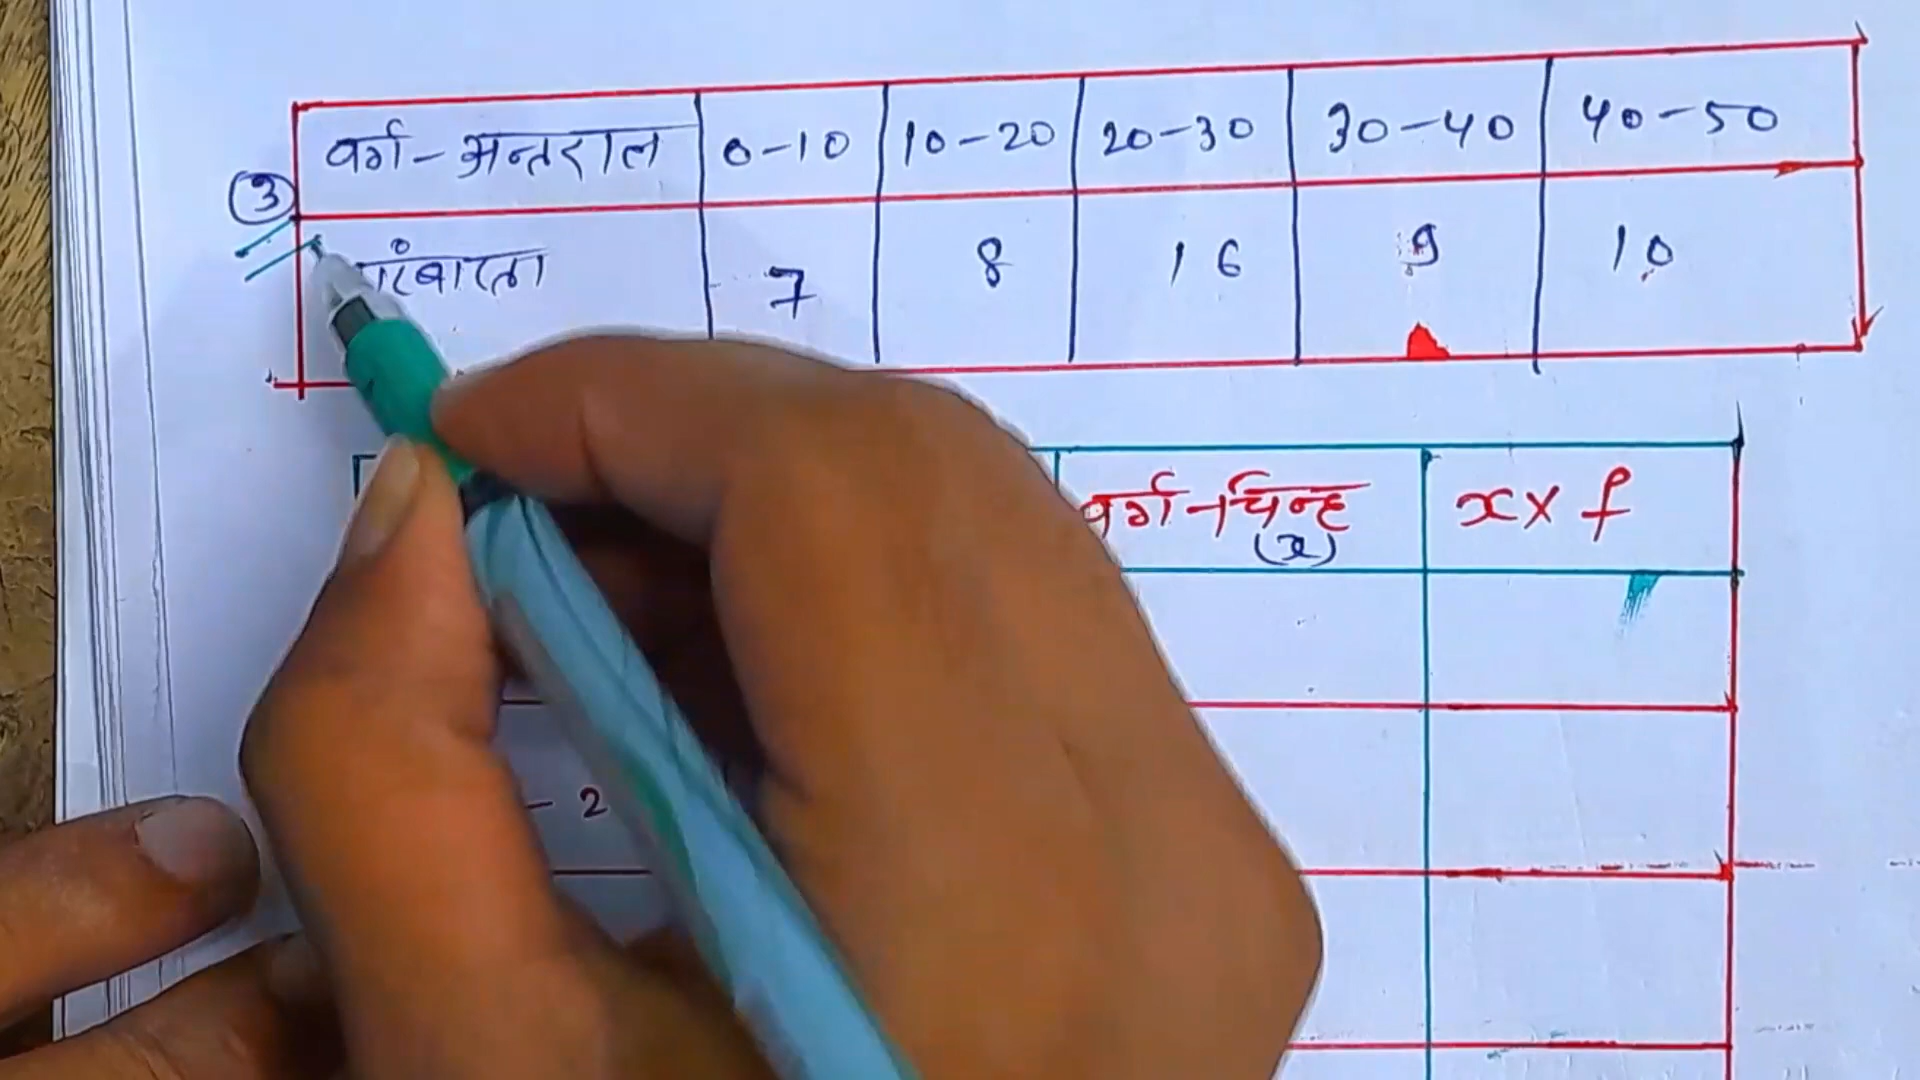 वर्ग-अन्तराल 0-10 10-20 20-30 30-40 40-50
③
7 8 16 9 10
वर्ग-चिन्ह x×f
(x)
- 2